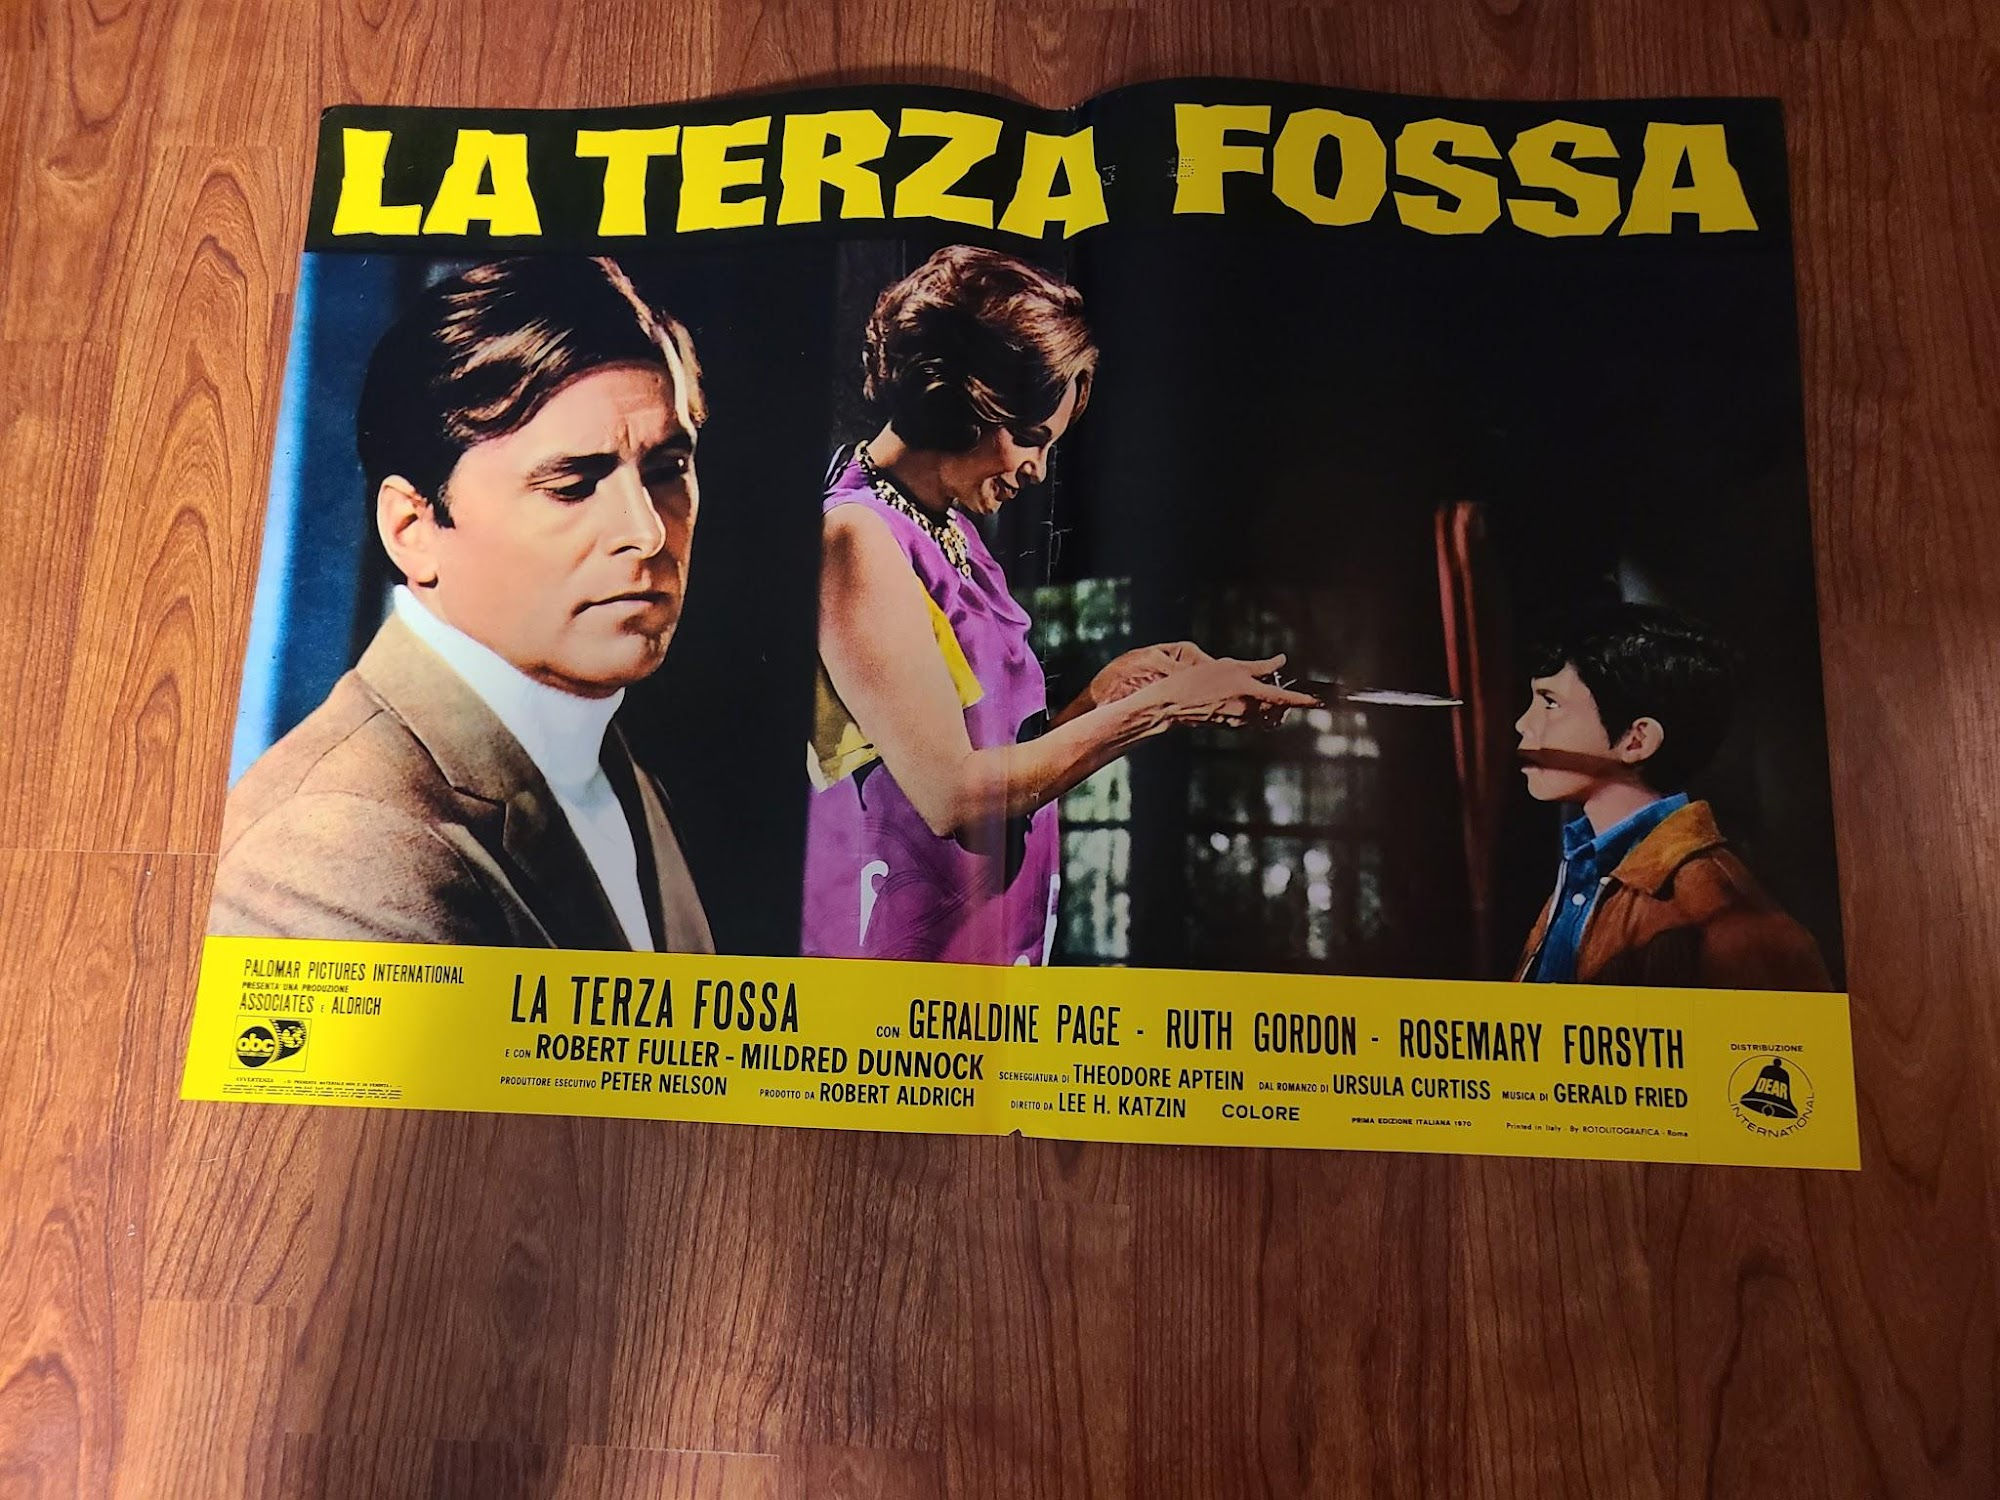 LA TERZA FOSSA
PALOMAR PICTURES INTERNATIONAL
PRESENTA UNA PRODUZIONE
ASSOCIATES E ALDRICH
abc
LA TERZA FOSSA
CON GERALDINE PAGE - RUTH GORDON - ROSEMARY FORSYTH
E CON ROBERT FULLER - MILDRED DUNNOCK
SCENEGGIATURA DI THEODORE APTEIN DAL ROMANZO DI URSULA CURTISS MUSICA DI GERALD FRIED
PRODUTTORE ESECUTIVO PETER NELSON PRODOTTO DA ROBERT ALDRICH DIRETTO DA LEE H. KATZIN COLORE
PRIMA EDIZIONE ITALIANA 1970
Printed in Italy - By ROTOLITOGRAFICA - Roma
DISTRIBUZIONE
DEAR
INTERNATIONAL